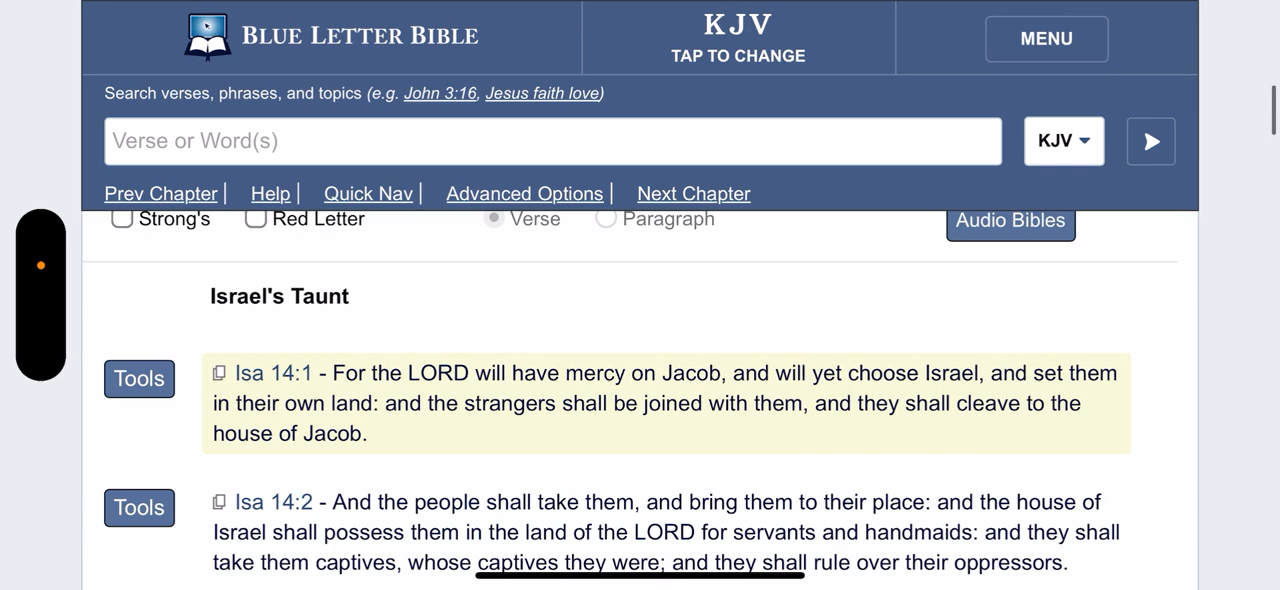 BLUE LETTER BIBLE
KJV
TAP TO CHANGE
MENU
Search verses, phrases, and topics (e.g. John 3:16, Jesus faith love)
Verse or Word(s)
KJV
Prev Chapter | Help | Quick Nav | Advanced Options | Next Chapter
Strong's Red Letter Verse Paragraph Audio Bibles
Israel's Taunt
Tools
Isa 14:1 - For the LORD will have mercy on Jacob, and will yet choose Israel, and set them
in their own land: and the strangers shall be joined with them, and they shall cleave to the
house of Jacob.
Tools
Isa 14:2 - And the people shall take them, and bring them to their place: and the house of
Israel shall possess them in the land of the LORD for servants and handmaids: and they shall
take them captives, whose captives they were; and they shall rule over their oppressors.